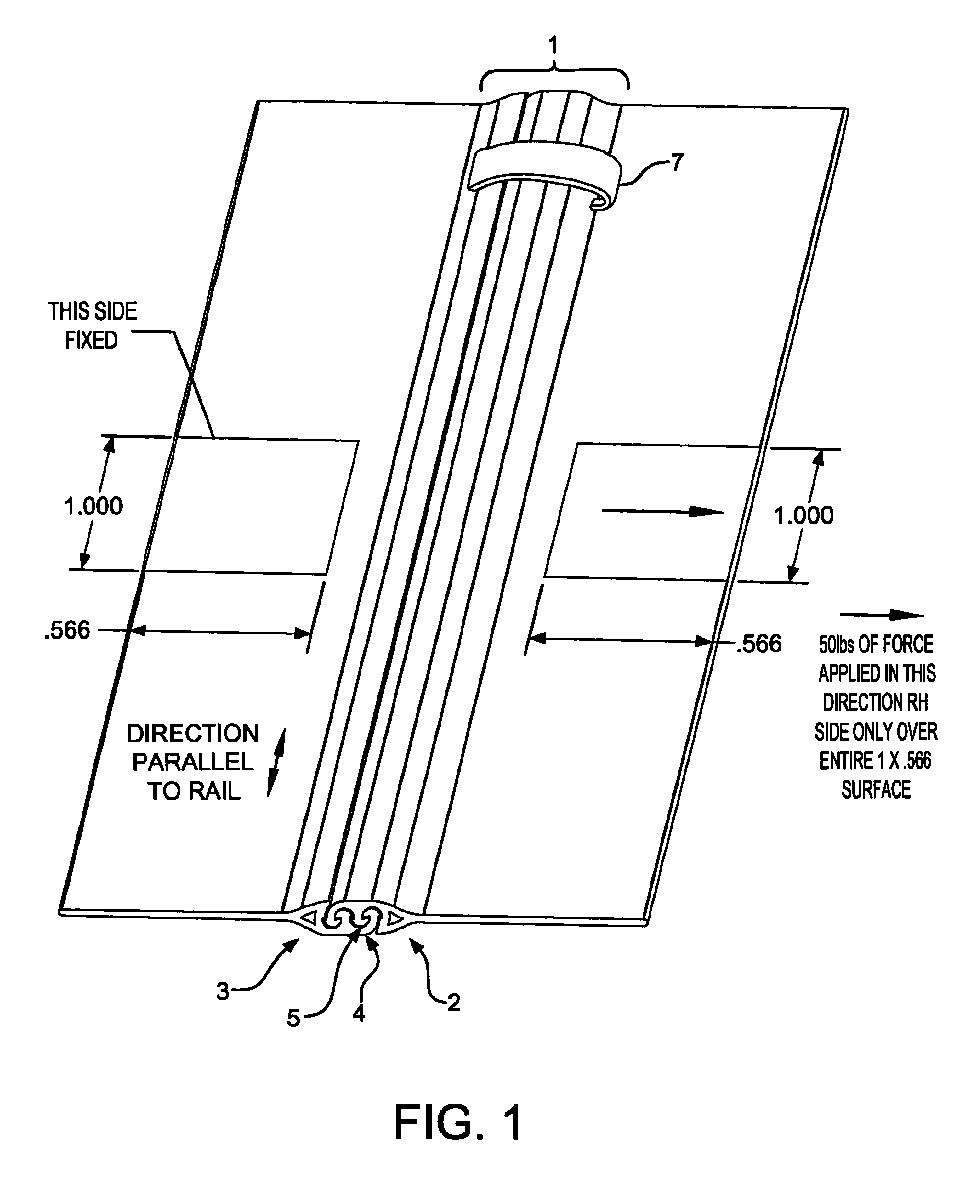 1
7
THIS SIDE
FIXED
1.000
1.000
.566
.566
50lbs OF FORCE
APPLIED IN THIS
DIRECTION RH
SIDE ONLY OVER
ENTIRE 1 X .566
SURFACE
DIRECTION
PARALLEL
TO RAIL
3
5
4
2
FIG. 1